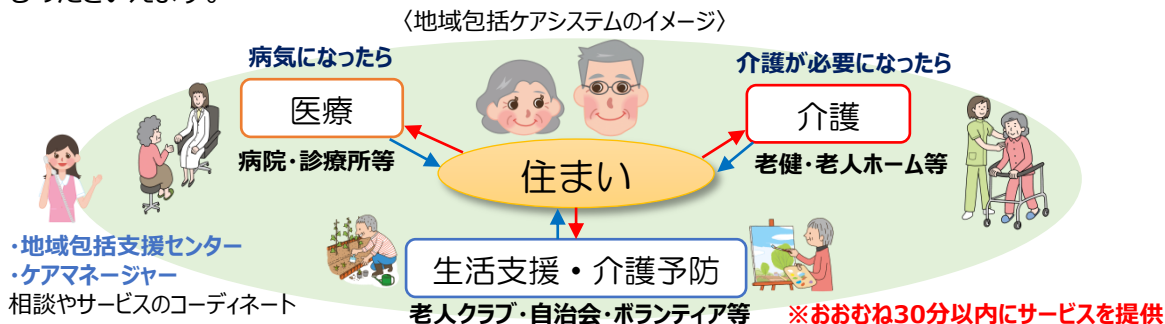 〈地域包括ケアシステムのイメージ〉
病気になったら
医療
病院・診療所等
介護が必要になったら
介護
老健・老人ホーム等
住まい
・地域包括支援センター
・ケアマネージャー
相談やサービスのコーディネート
生活支援・介護予防
老人クラブ・自治会・ボランティア等
※おおむね30分以内にサービスを提供